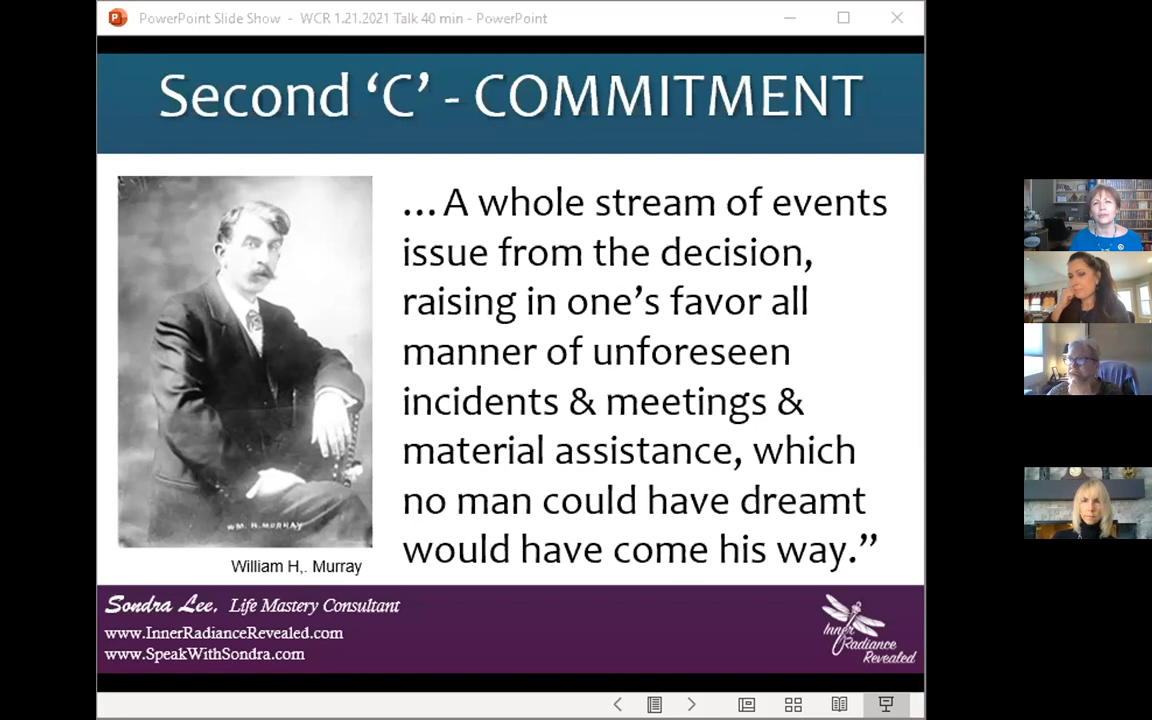 PowerPoint Slide Show - WCR 1.21.2021 Talk 40 min - PowerPoint
Second ‘C’ - COMMITMENT
...A whole stream of events
issue from the decision,
raising in one’s favor all
manner of unforeseen
incidents & meetings &
material assistance, which
no man could have dreamt
would have come his way.”
WM. H. MURRAY
William H,. Murray
Sondra Lee, Life Mastery Consultant
www.InnerRadianceRevealed.com
www.SpeakWithSondra.com
Inner
Radiance
Revealed